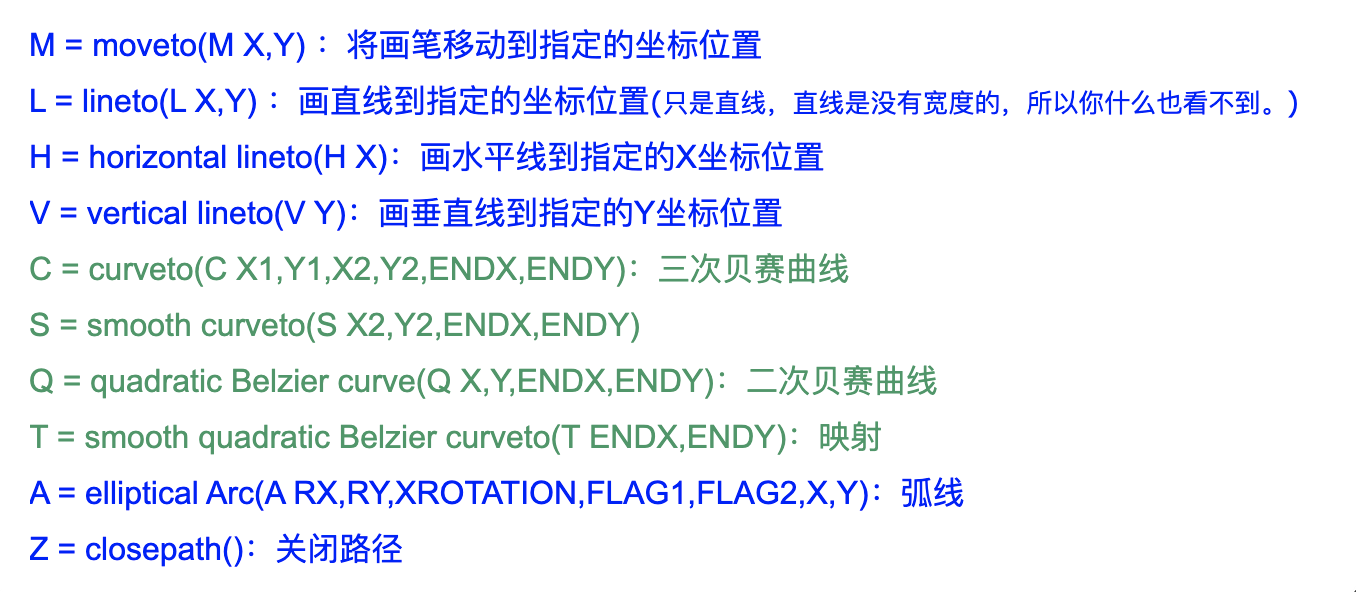 M = moveto(M X,Y) ：将画笔移动到指定的坐标位置
L = lineto(L X,Y) ：画直线到指定的坐标位置(只是直线，直线是没有宽度的，所以你什么也看不到。)
H = horizontal lineto(H X)：画水平线到指定的X坐标位置
V = vertical lineto(V Y)：画垂直线到指定的Y坐标位置
C = curveto(C X1,Y1,X2,Y2,ENDX,ENDY)：三次贝赛曲线
S = smooth curveto(S X2,Y2,ENDX,ENDY)
Q = quadratic Belzier curve(Q X,Y,ENDX,ENDY)：二次贝赛曲线
T = smooth quadratic Belzier curveto(T ENDX,ENDY)：映射
A = elliptical Arc(A RX,RY,XROTATION,FLAG1,FLAG2,X,Y)：弧线
Z = closepath()：关闭路径